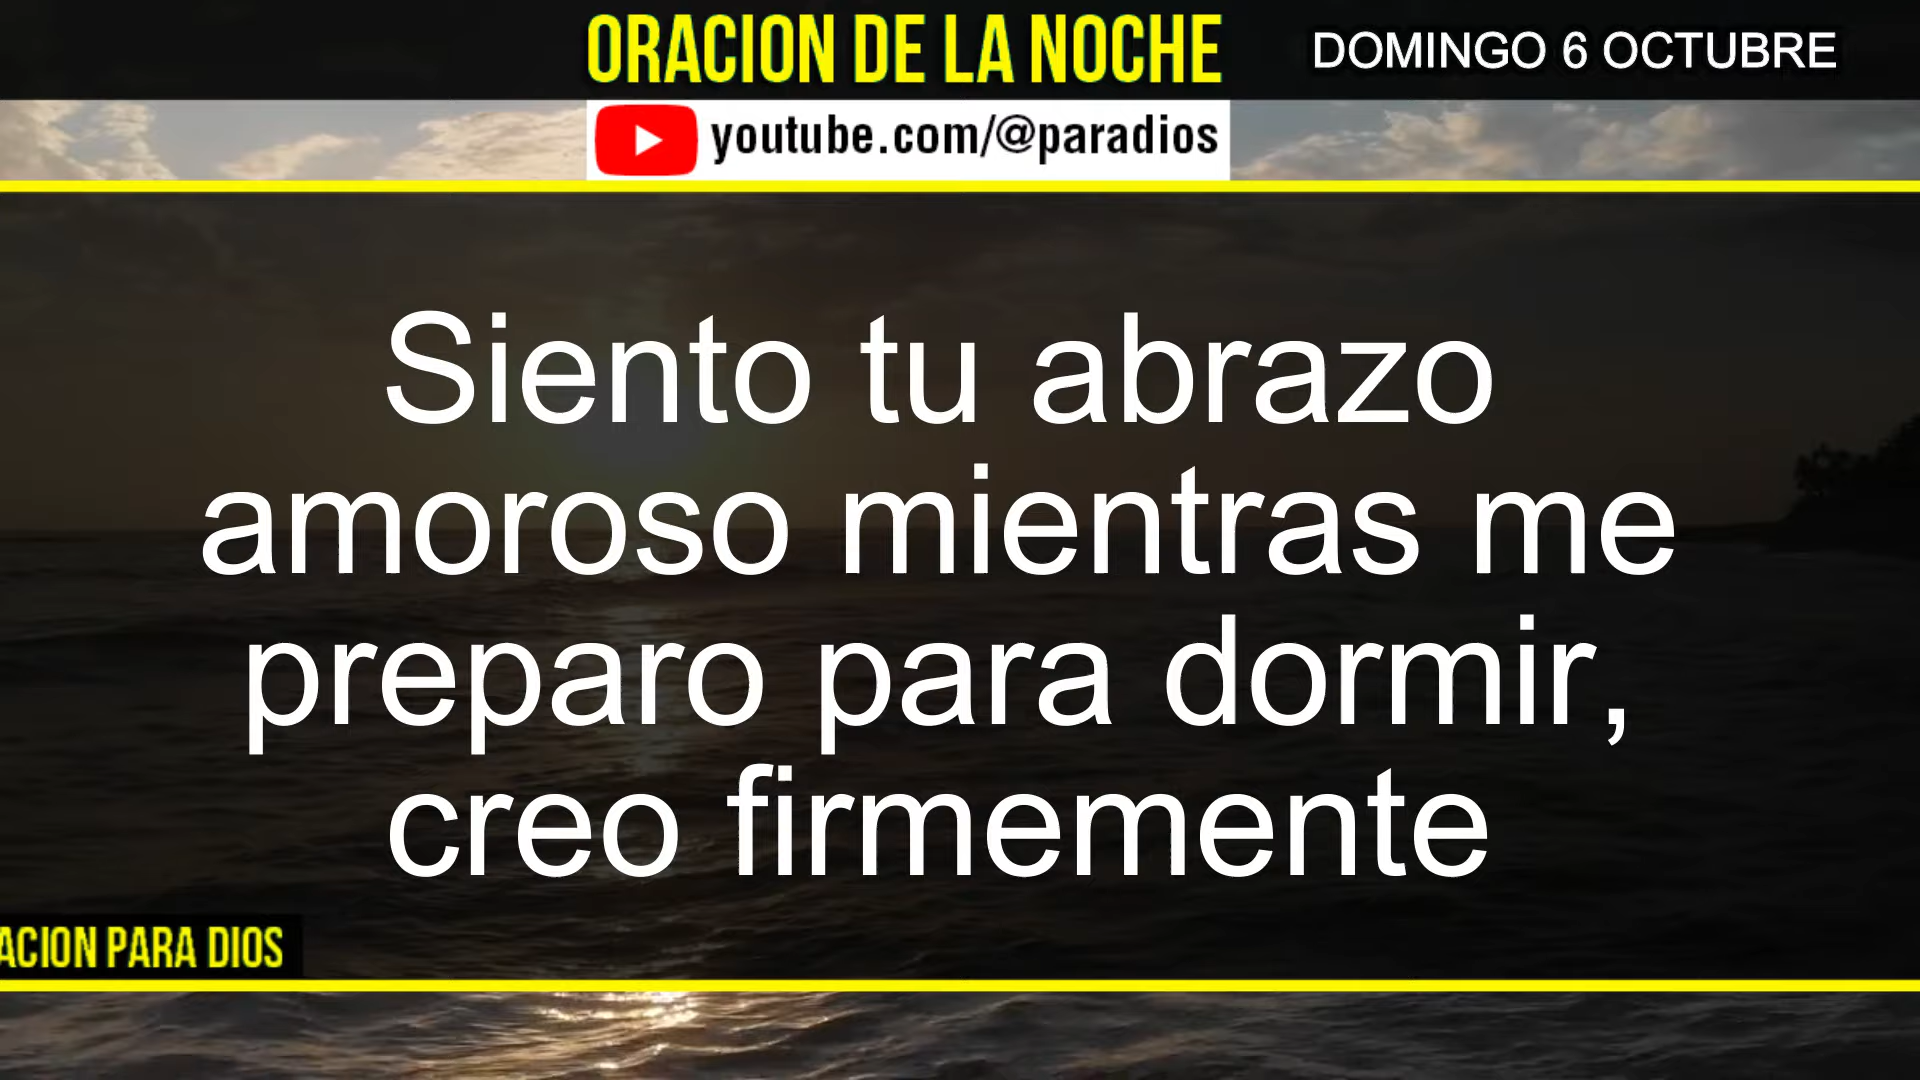 ORACION DE LA NOCHE
DOMINGO 6 OCTUBRE
youtube.com/@paradios
Siento tu abrazo
amoroso mientras me
preparo para dormir,
creo firmemente
ACION PARA DIOS